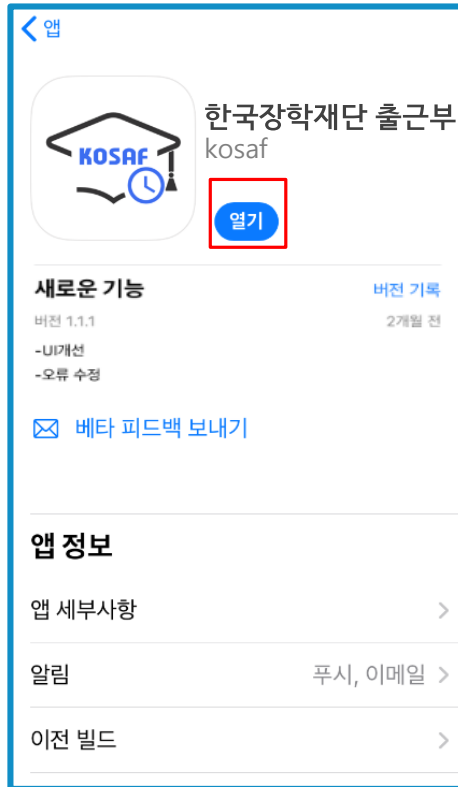 앱
KOSAF
한국장학재단 출근부
kosaf
열기
새로운 기능 버전 기록
버전 1.1.1 2개월 전
-UI개선
-오류 수정
베타 피드백 보내기
앱 정보
앱 세부사항
알림 푸시, 이메일
이전 빌드